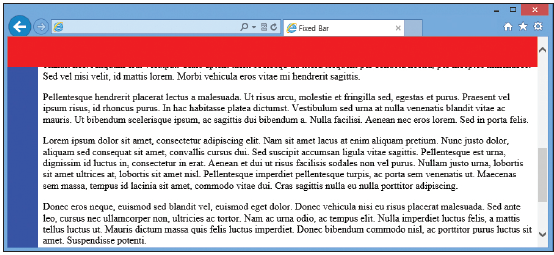 Fixed Bar
Sed vel nisi velit, id mattis lorem. Morbi vehicula eros vitae mi hendrerit sagittis.
Pellentesque hendrerit placerat lectus a malesuada. Ut risus arcu, molestie et fringilla sed, egestas et purus. Praesent vel
ipsum risus, id rhoncus purus. In hac habitasse platea dictumst. Vestibulum sed urna at nulla venenatis blandit vitae ac
mauris. Ut bibendum scelerisque ipsum, ac sagittis dui bibendum a. Nulla facilisi. Aenean nec eros lorem. Sed in porta felis.
Lorem ipsum dolor sit amet, consectetur adipiscing elit. Nam sit amet lacus at enim aliquam pretium. Nunc justo dolor,
aliquam sed consequat sit amet, convallis cursus dui. Sed suscipit accumsan ligula vitae sagittis. Pellentesque est urna,
dignissim id luctus in, consectetur in erat. Aenean et dui ut risus facilisis sodales non vel purus. Nullam justo urna, lobortis
sit amet ultrices at, lobortis sit amet nisl. Pellentesque imperdiet pellentesque turpis, ac porta sem venenatis ut. Maecenas
sem massa, tempus id lacinia sit amet, commodo vitae dui. Cras sagittis nulla eu nulla porttitor adipiscing.
Donec eros neque, euismod sed blandit vel, euismod eget dolor. Donec vehicula nisi eu risus placerat malesuada. Sed ante
leo, cursus nec ullamcorper non, ultricies ac tortor. Nam ac urna odio, ac tempus elit. Nulla imperdiet luctus felis, a mattis
tellus luctus ut. Mauris dictum massa quis felis luctus imperdiet. Donec bibendum commodo nisl, ac porttitor purus luctus sit
amet. Suspendisse potenti.